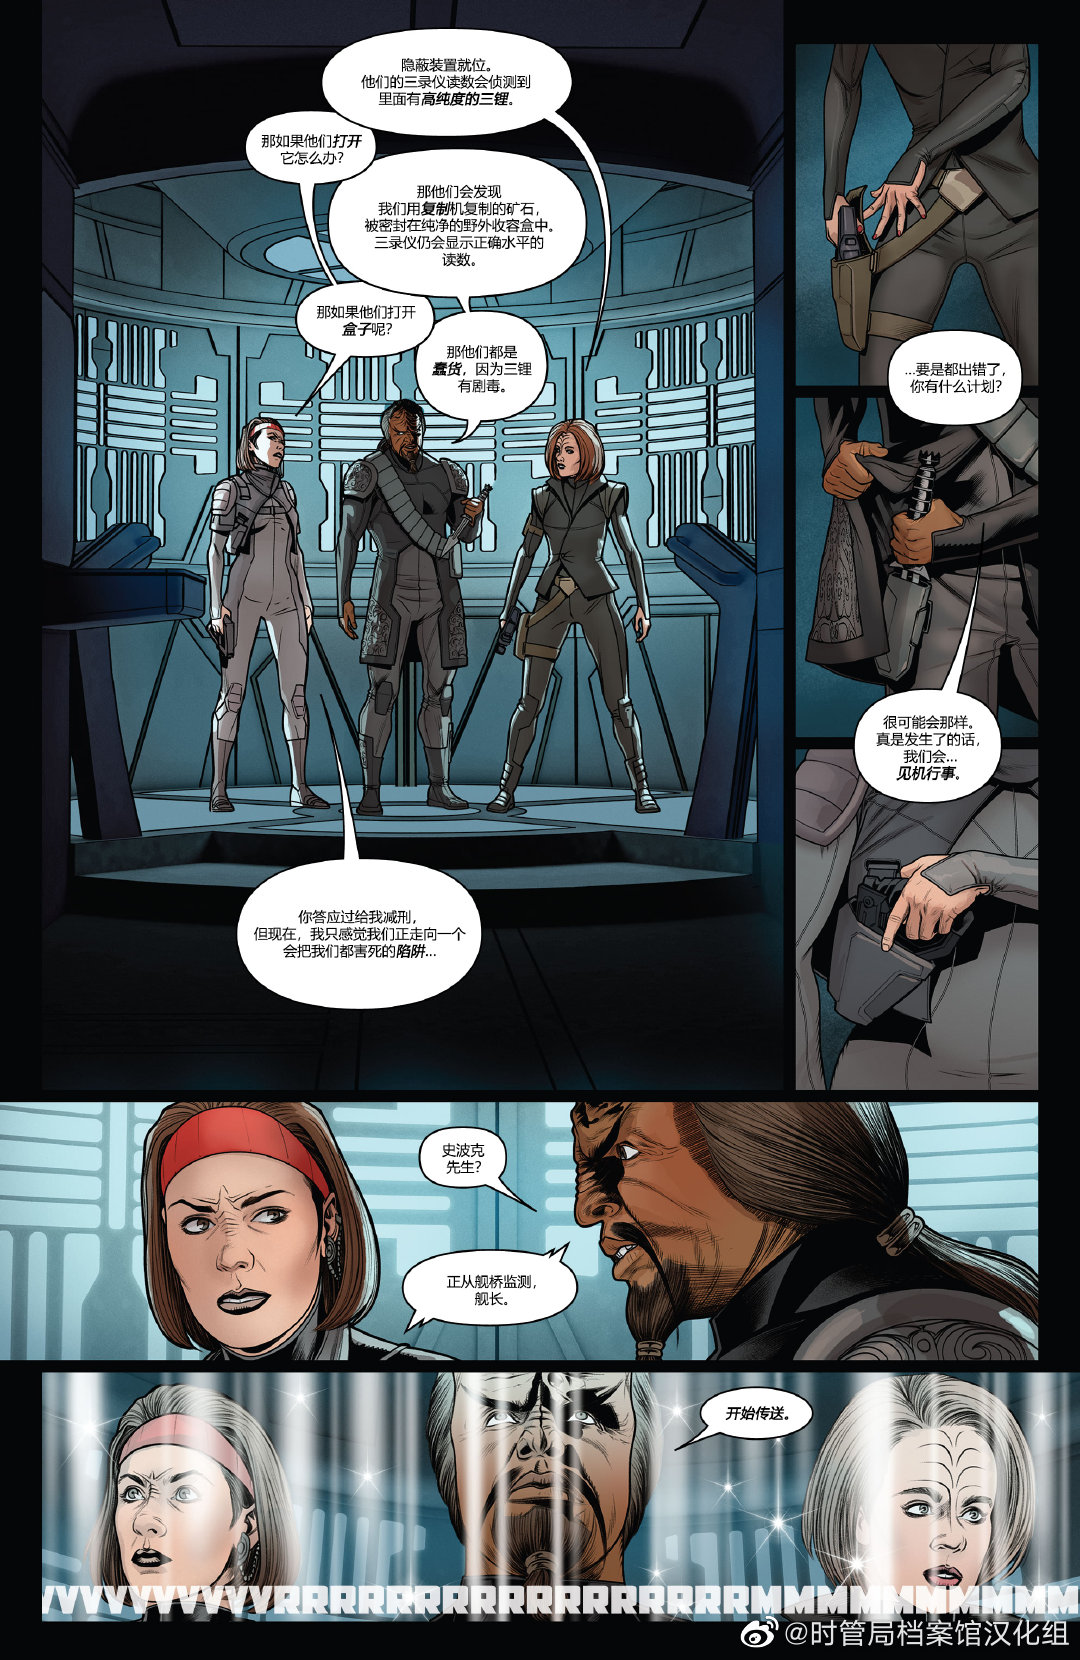 隐蔽装置就位。
他们的三录仪读数会侦测到
里面有高纯度的三锂。
那如果他们打开
它怎么办？
那他们会发现
我们用复制机复制的矿石，
被密封在纯净的野外收容盒中。
三录仪仍会显示正确水平的
读数。
那如果他们打开
盒子呢？
那他们都是
蠢货，因为三锂
有剧毒。
你答应过给我减刑，
但现在，我只感觉我们正走向一个
会把我们都害死的陷阱...
...要是都出错了，
你有什么计划？
很可能会那样。
真是发生了的话，
我们会...
见机行事。
史波克
先生？
正从舰桥监测，
舰长。
开始传送。
VVVVVVVVRRRRRRRRRRRRRRRRRRMMMMMMMMMMMM
@时管局档案馆汉化组